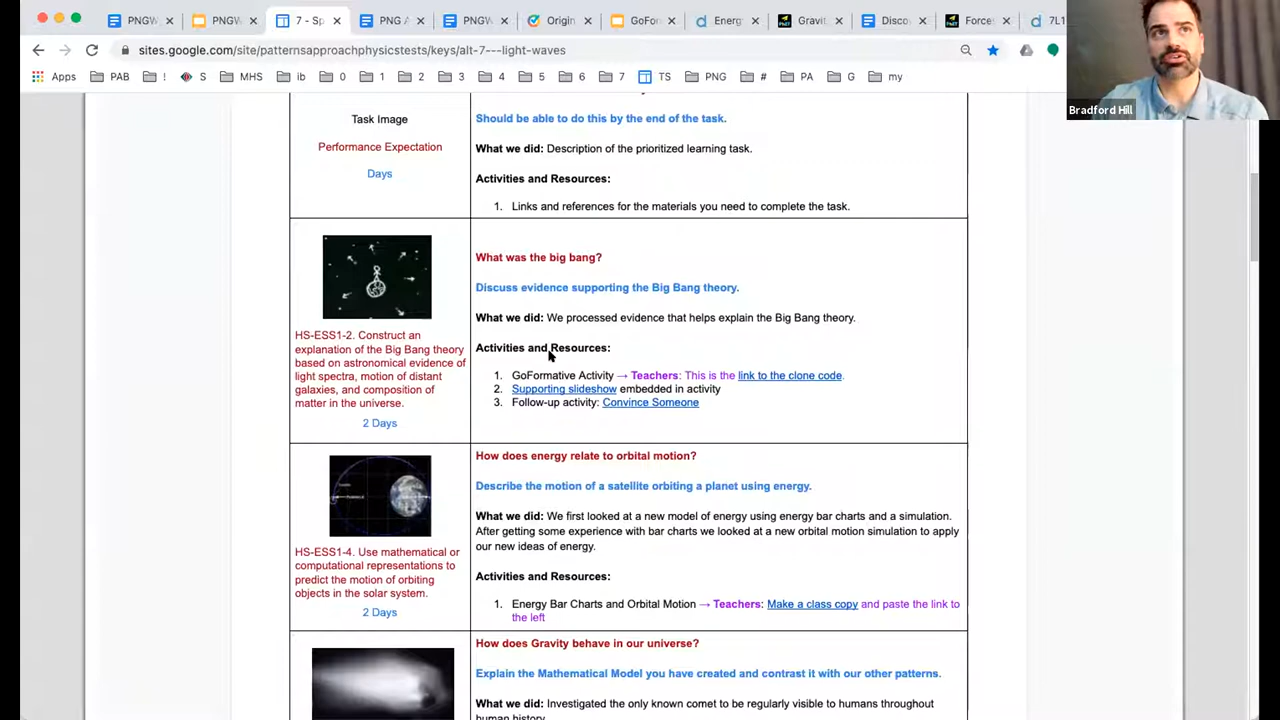 PNGW
PNGW
7 - Sp
PNG A
PNGW
Origin
GoFor
Energ
Gravit
Disco
Forces
7L1
sites.google.com/site/patternsapproachphysicstests/keys/alt-7---light-waves
Apps PAB ! S MHS ib 0 1 2 3 4 5 6 7 TS PNG # PA G my
Bradford Hill
Task Image
Performance Expectation
Days
Should be able to do this by the end of the task.
What we did: Description of the prioritized learning task.
Activities and Resources:
1. Links and references for the materials you need to complete the task.
HS-ESS1-2. Construct an
explanation of the Big Bang theory
based on astronomical evidence of
light spectra, motion of distant
galaxies, and composition of
matter in the universe.
2 Days
What was the big bang?
Discuss evidence supporting the Big Bang theory.
What we did: We processed evidence that helps explain the Big Bang theory.
Activities and Resources:
1. GoFormative Activity → Teachers: This is the link to the clone code.
2. Supporting slideshow embedded in activity
3. Follow-up activity: Convince Someone
HS-ESS1-4. Use mathematical or
computational representations to
predict the motion of orbiting
objects in the solar system.
2 Days
How does energy relate to orbital motion?
Describe the motion of a satellite orbiting a planet using energy.
What we did: We first looked at a new model of energy using energy bar charts and a simulation.
After getting some experience with bar charts we looked at a new orbital motion simulation to apply
our new ideas of energy.
Activities and Resources:
1. Energy Bar Charts and Orbital Motion → Teachers: Make a class copy and paste the link to
the left
How does Gravity behave in our universe?
Explain the Mathematical Model you have created and contrast it with our other patterns.
What we did: Investigated the only known comet to be regularly visible to humans throughout
human history.